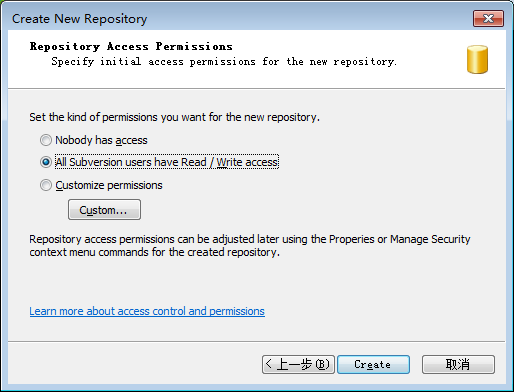 Create New Repository
Repository Access Permissions
Specify initial access permissions for the new repository.
Set the kind of permissions you want for the new repository.
Nobody has access
All Subversion users have Read / Write access
Customize permissions
Custom...
Repository access permissions can be adjusted later using the Properies or Manage Security
context menu commands for the created repository.
Learn more about access control and permissions
< 上一步(B) Create 取消